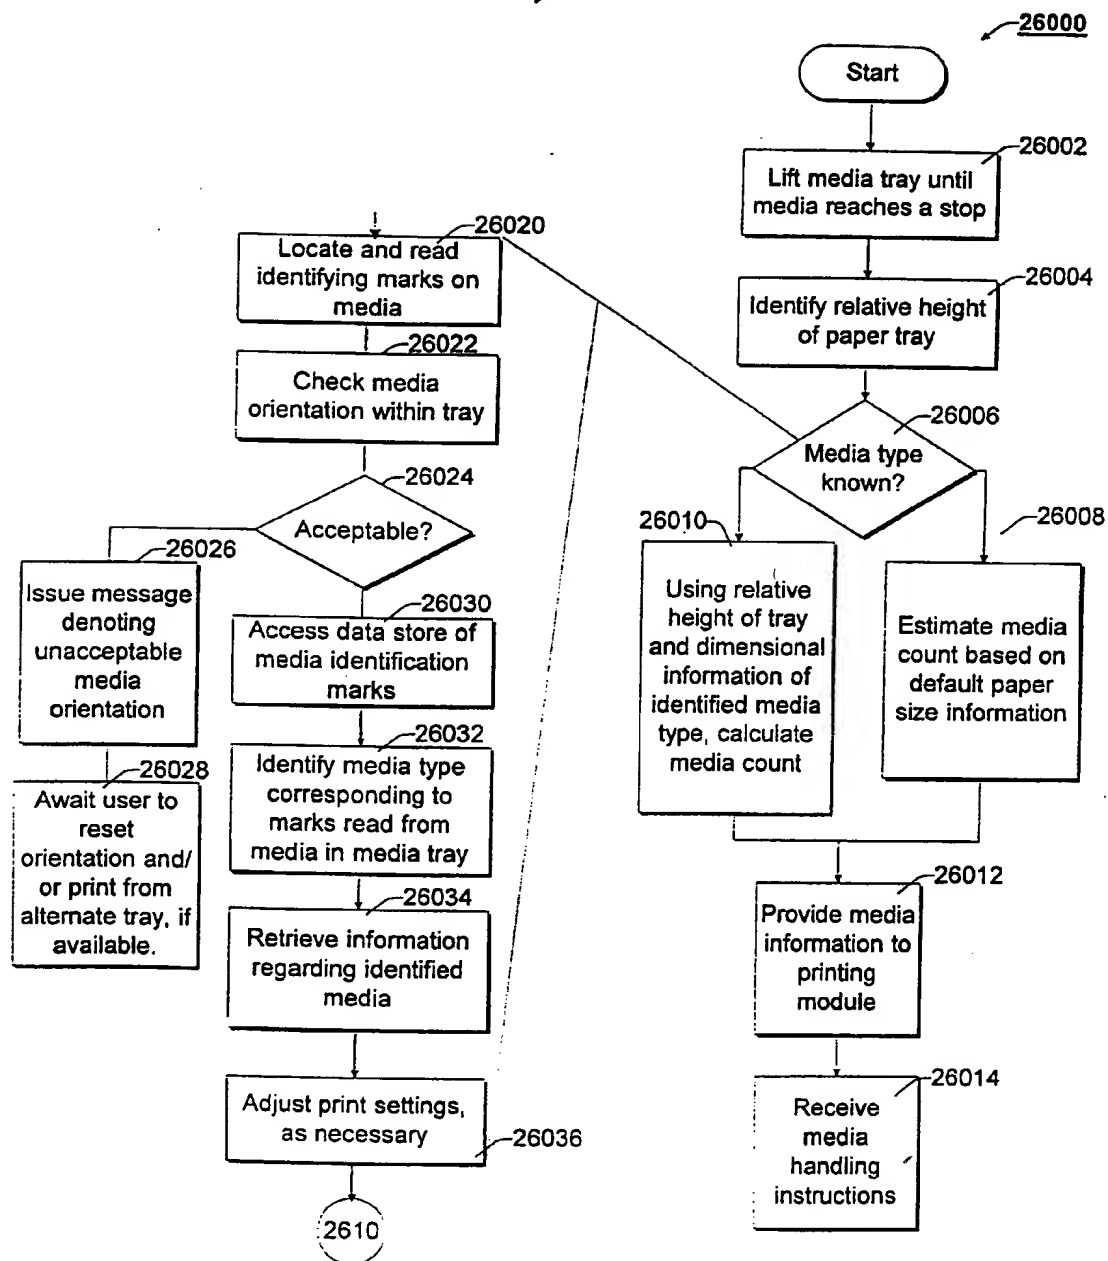 26000
Start
26002
Lift media tray until
media reaches a stop
26004
Identify relative height
of paper tray
26006
Media type
known?
26008
26010
Using relative
height of tray
and dimensional
information of
identified media
type, calculate
media count
Estimate media
count based on
default paper
size information
26012
Provide media
information to
printing
module
26014
Receive
media
handling
instructions
26020
Locate and read
identifying marks on
media
26022
Check media
orientation within tray
26024
Acceptable?
26026
Issue message
denoting
unacceptable
media
orientation
26028
Await user to
reset
orientation and/
or print from
alternate tray, if
available.
26030
Access data store of
media identification
marks
26032
Identify media type
corresponding to
marks read from
media in media tray
26034
Retrieve information
regarding identified
media
Adjust print settings,
as necessary
26036
2610